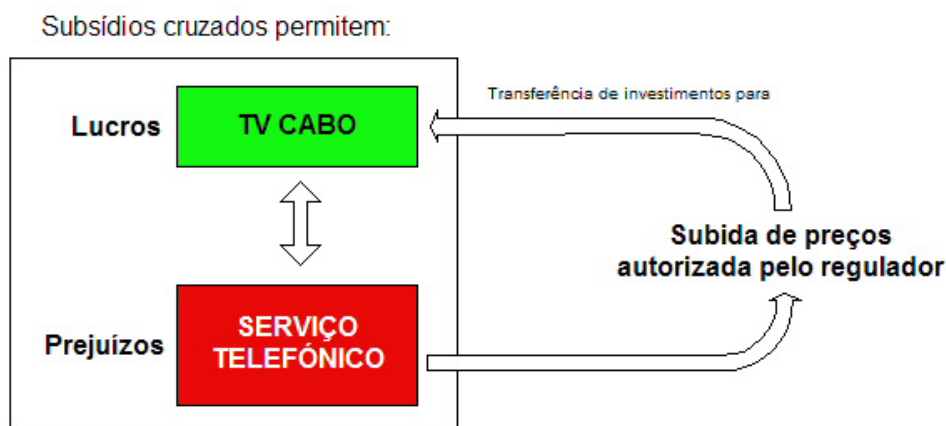 Subsídios cruzados permitem:
Transferência de investimentos para
Lucros
TV CABO
Subida de preços
autorizada pelo regulador
Prejuízos
SERVIÇO
TELEFÓNICO